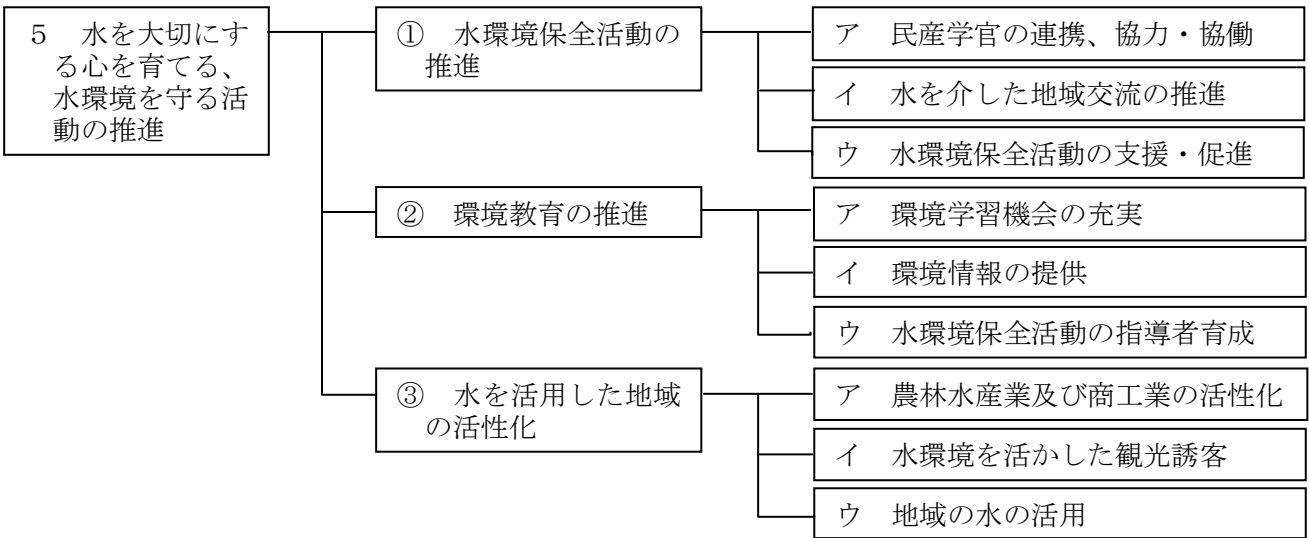 ５　水を大切にす
る心を育てる、
水環境を守る活
動の推進
①　水環境保全活動の
推進
ア　民産学官の連携、協力・協働
イ　水を介した地域交流の推進
ウ　水環境保全活動の支援・促進
②　環境教育の推進
ア　環境学習機会の充実
イ　環境情報の提供
ウ　水環境保全活動の指導者育成
③　水を活用した地域
の活性化
ア　農林水産業及び商工業の活性化
イ　水環境を活かした観光誘客
ウ　地域の水の活用